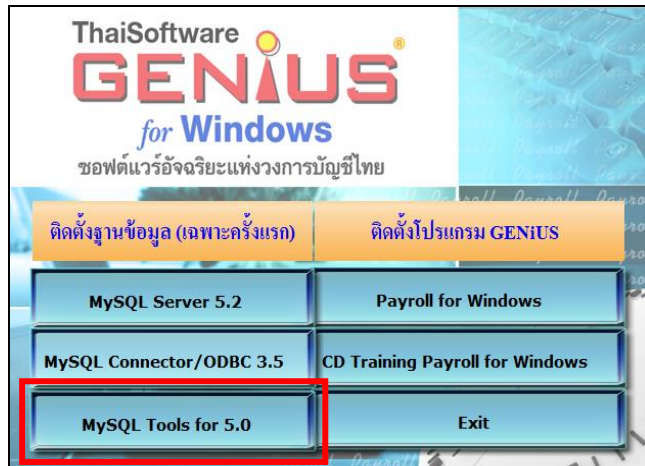 ThaiSoftware
GENiUS®
for Windows
ซอฟต์แวร์อัจฉริยะแห่งวงการบัญชีไทย
ติดตั้งฐานข้อมูล (เฉพาะครั้งแรก)
ติดตั้งโปรแกรม GENiUS
MySQL Server 5.2
Payroll for Windows
MySQL Connector/ODBC 3.5
CD Training Payroll for Windows
MySQL Tools for 5.0
Exit